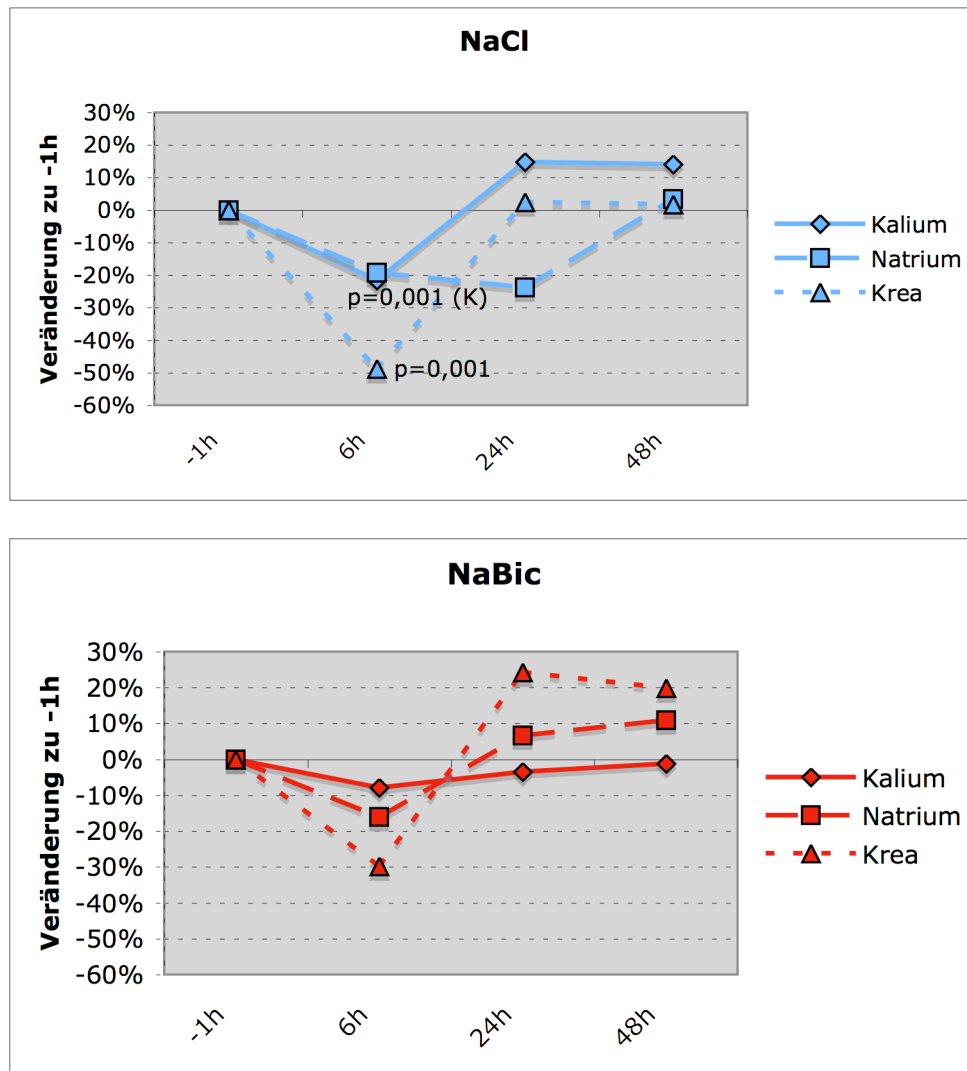 NaCl
Veränderung zu -1h
30%
20%
10%
0%
-10%
-20%
-30%
-40%
-50%
-60%
p=0,001 (K)
p=0,001
-1h
6h
24h
48h
Kalium
Natrium
Krea
NaBic
Veränderung zu -1h
30%
20%
10%
0%
-10%
-20%
-30%
-40%
-50%
-60%
-1h
6h
24h
48h
Kalium
Natrium
Krea